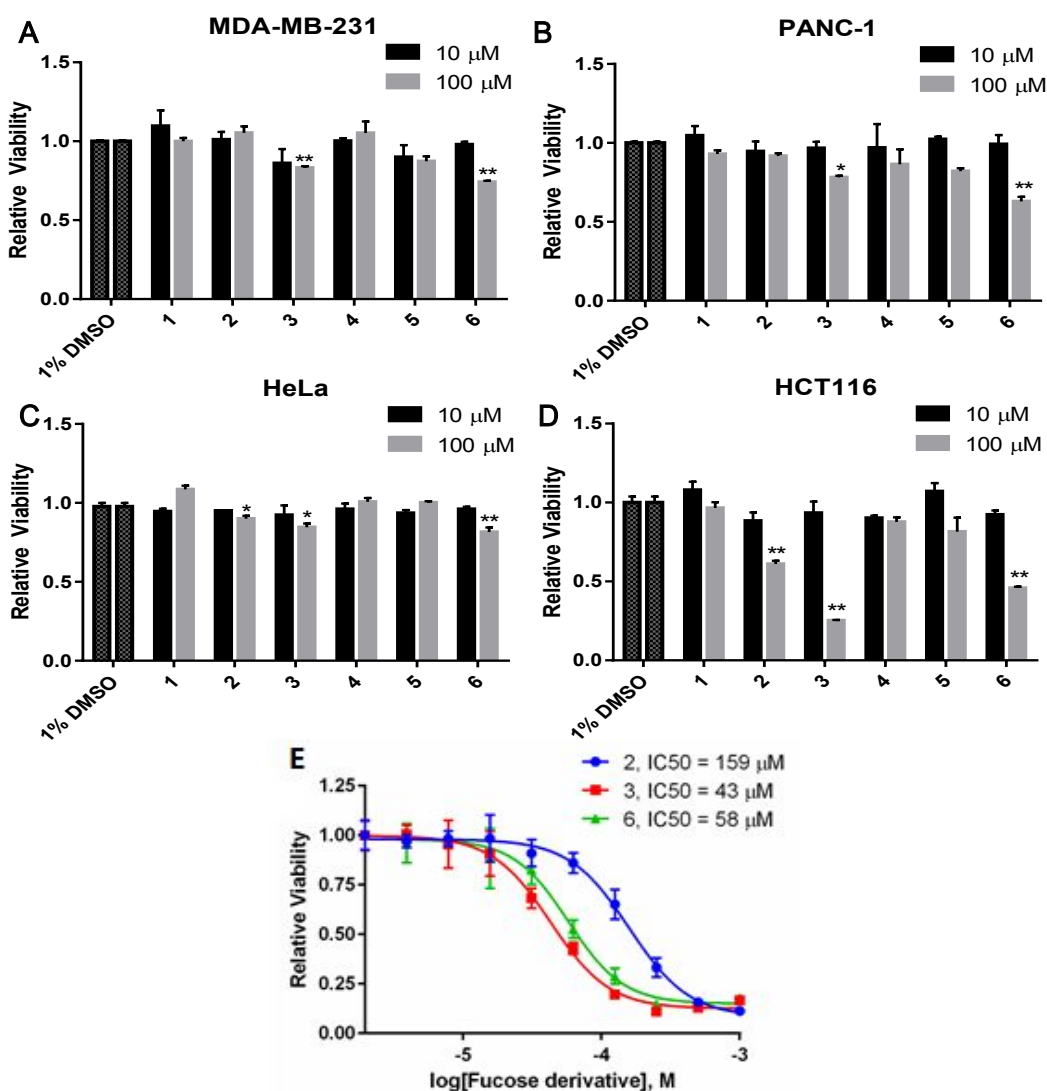 A
MDA-MB-231
10 μM
100 μM
Relative Viability
1.5
1.0
0.5
0.0
**
**
1% DMSO
1
2
3
4
5
6
B
PANC-1
10 μM
100 μM
Relative Viability
1.5
1.0
0.5
0.0
*
**
1% DMSO
1
2
3
4
5
6
C
HeLa
10 μM
100 μM
Relative Viability
1.5
1.0
0.5
0.0
*
*
**
1% DMSO
1
2
3
4
5
6
D
HCT116
10 μM
100 μM
Relative Viability
1.5
1.0
0.5
0.0
**
**
**
1% DMSO
1
2
3
4
5
6
E
2, IC50 = 159 μM
3, IC50 = 43 μM
6, IC50 = 58 μM
Relative Viability
1.25
1.00
0.75
0.50
0.25
0.00
-5
-4
-3
log[Fucose derivative], M